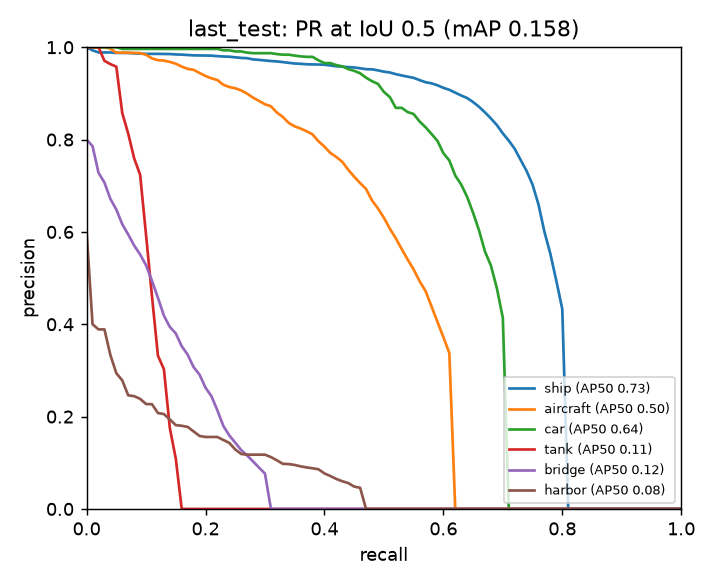 last_test: PR at IoU 0.5 (mAP 0.158)
precision
1.0
0.8
0.6
0.4
0.2
0.0
ship (AP50 0.73)
aircraft (AP50 0.50)
car (AP50 0.64)
tank (AP50 0.11)
bridge (AP50 0.12)
harbor (AP50 0.08)
0.0 0.2 0.4 0.6 0.8 1.0
recall